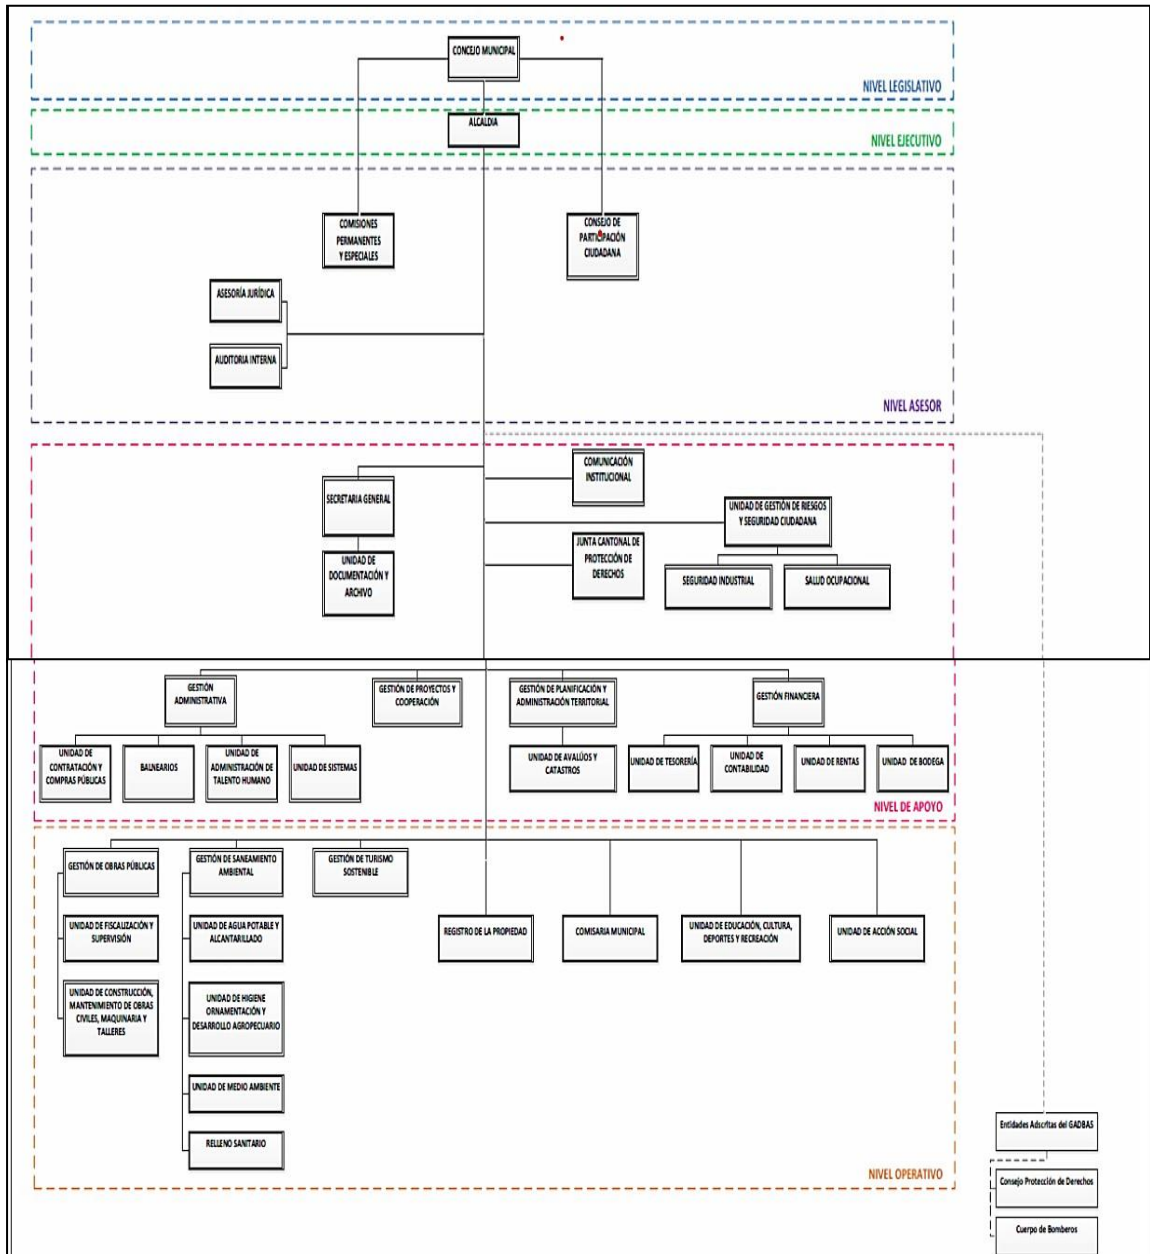 CONCEJO MUNICIPAL
NIVEL LEGISLATIVO
ALCALDIA
NIVEL EJECUTIVO
COMISIONES
PERMANENTES
Y ESPECIALES
CONSEJO DE
PARTICIPACIÓN
CIUDADANA
ASESORÍA JURÍDICA
AUDITORIA INTERNA
NIVEL ASESOR
COMUNICACIÓN
INSTITUCIONAL
SECRETARIA GENERAL
UNIDAD DE GESTIÓN DE RIESGOS
Y SEGURIDAD CIUDADANA
JUNTA CANTONAL DE
PROTECCIÓN DE
DERECHOS
UNIDAD DE
DOCUMENTACIÓN Y
ARCHIVO
SEGURIDAD INDUSTRIAL
SALUD OCUPACIONAL
GESTIÓN
ADMINISTRATIVA
GESTIÓN DE PROYECTOS Y
COOPERACIÓN
GESTIÓN DE PLANIFICACIÓN Y
ADMINISTRACIÓN TERRITORIAL
GESTIÓN FINANCIERA
UNIDAD DE
CONTRATACIÓN Y
COMPRAS PÚBLICAS
BALNEARIOS
UNIDAD DE
ADMINISTRACIÓN DE
TALENTO HUMANO
UNIDAD DE SISTEMAS
UNIDAD DE AVALÚOS Y
CATASTROS
UNIDAD DE TESORERÍA
UNIDAD DE
CONTABILIDAD
UNIDAD DE RENTAS
UNIDAD DE BODEGA
NIVEL DE APOYO
GESTIÓN DE OBRAS PÚBLICAS
GESTIÓN DE SANEAMIENTO
AMBIENTAL
GESTIÓN DE TURISMO
SOSTENIBLE
UNIDAD DE FISCALIZACIÓN Y
SUPERVISIÓN
UNIDAD DE AGUA POTABLE Y
ALCANTARILLADO
REGISTRO DE LA PROPIEDAD
COMISARIA MUNICIPAL
UNIDAD DE EDUCACIÓN, CULTURA,
DEPORTES Y RECREACIÓN
UNIDAD DE ACCIÓN SOCIAL
UNIDAD DE CONSTRUCCIÓN,
MANTENIMIENTO DE OBRAS
CIVILES, MAQUINARIA Y
TALLERES
UNIDAD DE HIGIENE
ORNAMENTACIÓN Y
DESARROLLO AGROPECUARIO
UNIDAD DE MEDIO AMBIENTE
RELLENO SANITARIO
NIVEL OPERATIVO
Entidades Adscritas del GADBAS
Consejo Protección de Derechos
Cuerpo de Bomberos